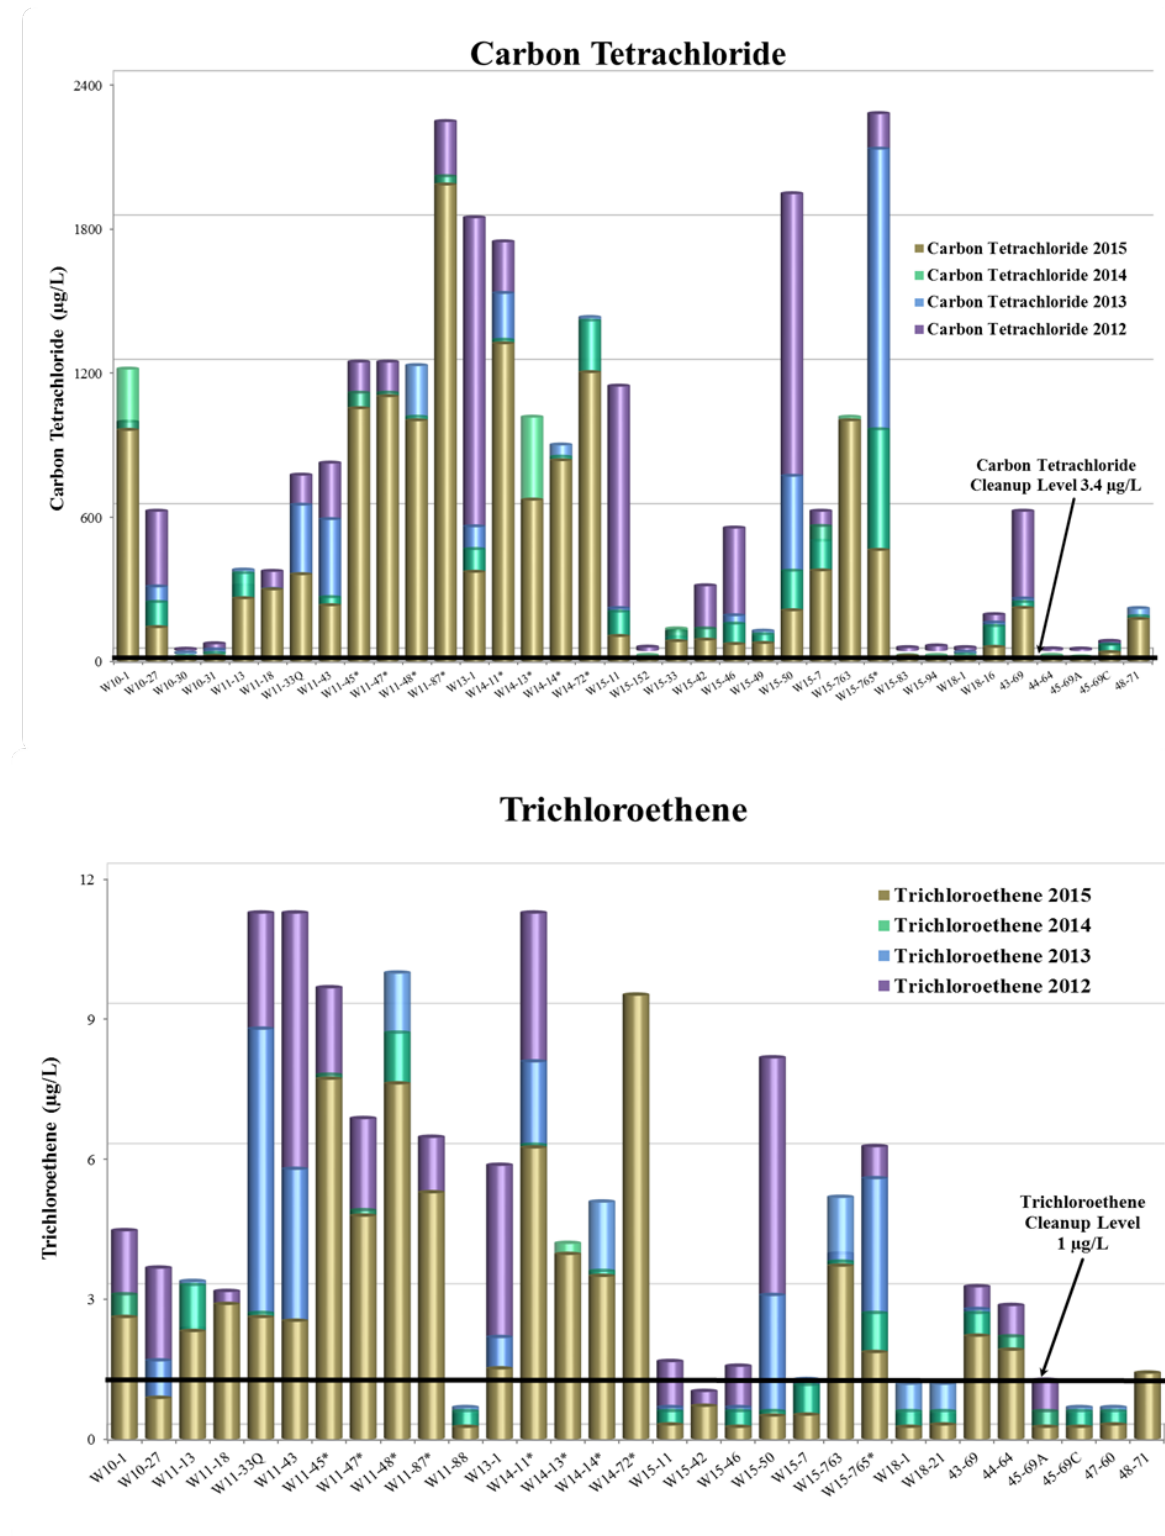 Carbon Tetrachloride
2400
1800
1200
600
0
Carbon Tetrachloride (µg/L)
Carbon Tetrachloride 2015
Carbon Tetrachloride 2014
Carbon Tetrachloride 2013
Carbon Tetrachloride 2012
Carbon Tetrachloride
Cleanup Level 3.4 µg/L
W10-1
W10-27
W10-30
W10-31
W11-13
W11-18
W11-33Q
W11-43
W11-45*
W11-47*
W11-48*
W11-87*
W13-1
W14-11*
W14-13*
W14-14*
W14-72*
W15-11
W15-152
W15-33
W15-42
W15-46
W15-49
W15-50
W15-7
W15-763
W15-765*
W15-83
W15-94
W18-1
W18-16
43-69
44-64
45-69A
45-69C
48-71
Trichloroethene
12
9
6
3
0
Trichloroethene (µg/L)
Trichloroethene 2015
Trichloroethene 2014
Trichloroethene 2013
Trichloroethene 2012
Trichloroethene
Cleanup Level
1 µg/L
W10-1
W10-27
W11-13
W11-18
W11-33Q
W11-43
W11-45*
W11-47*
W11-48*
W11-87*
W11-88
W13-1
W14-11*
W14-13*
W14-14*
W14-72*
W15-11
W15-42
W15-46
W15-50
W15-7
W15-763
W15-765*
W18-1
W18-21
43-69
44-64
45-69A
45-69C
47-60
48-71